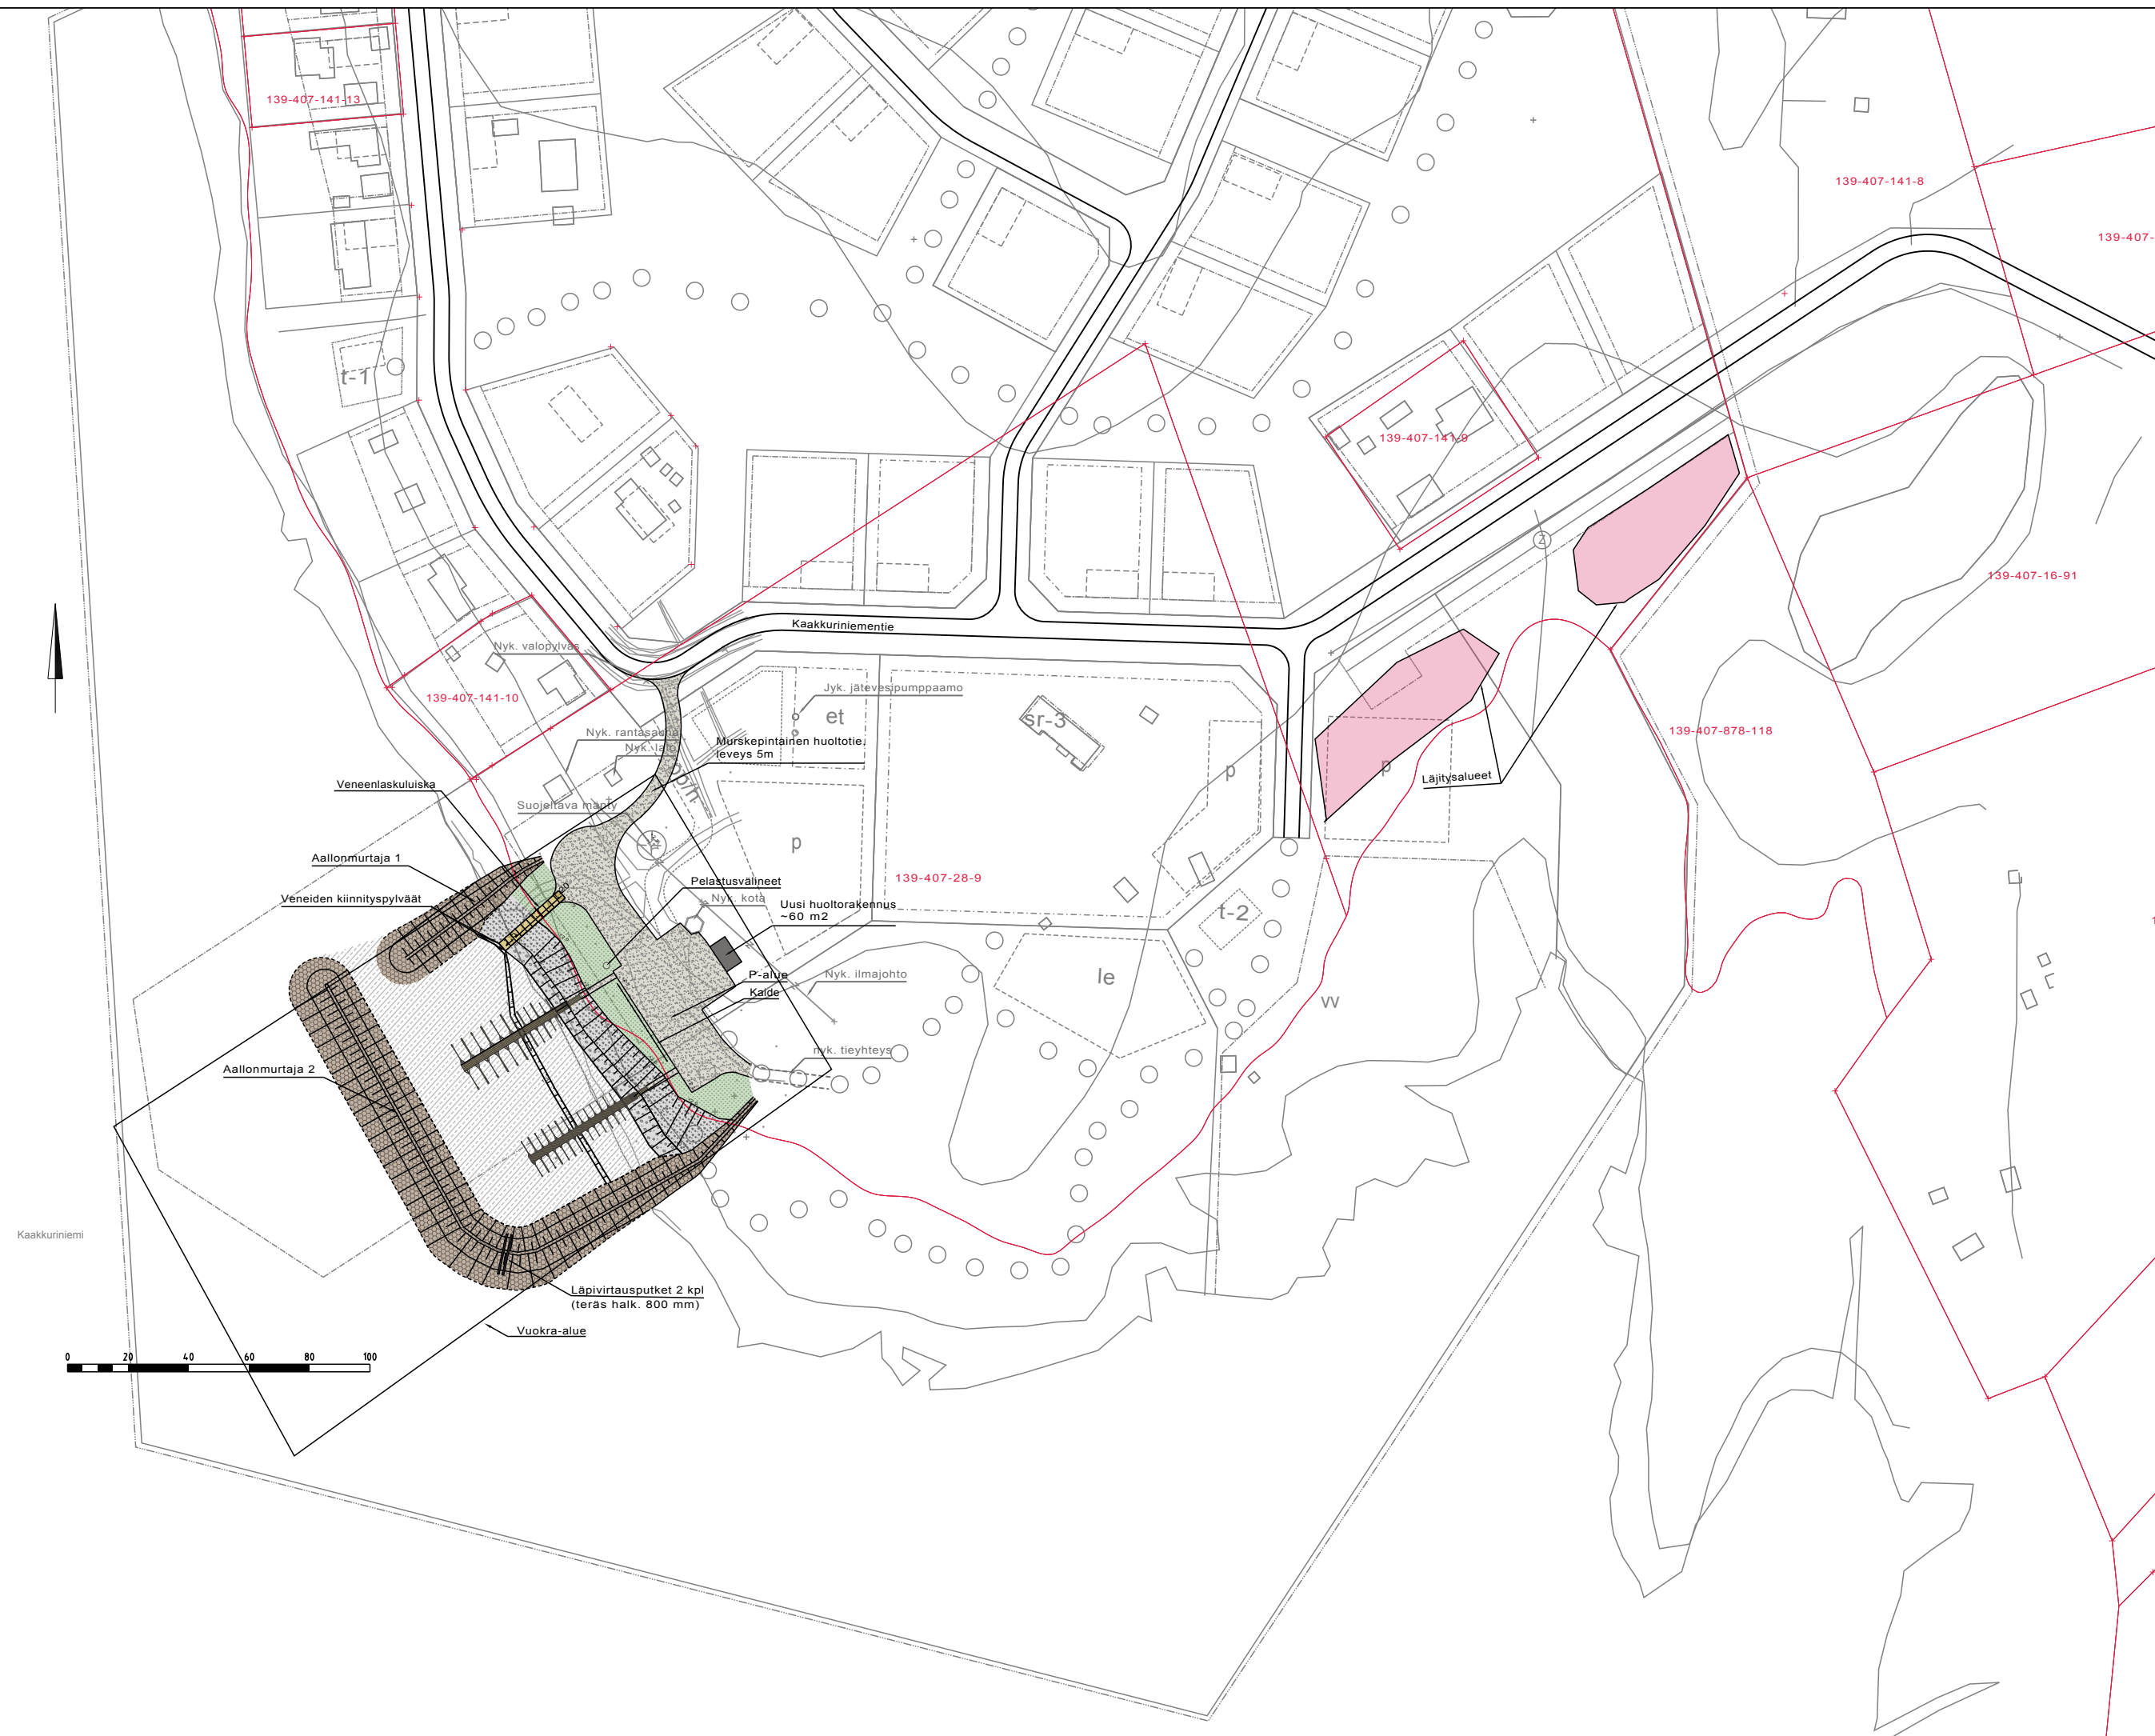 139-407-141-13
139-407-141-8
139-407-
t-1
139-407-141-9
Z
139-407-16-91
Kaakkuriniementie
Nyk. valopylväs
139-407-141-10
Jyk. jätevesipumppaamo
et
sr-3
Nyk. rantasauna
Nyk. lato
Murskepintainen huoltotie,
leveys 5m
139-407-878-118
p
p
Läjitysalueet
Veneenlaskuluiska
Suojeltava mänty
p
Aallonmurtaja 1
139-407-28-9
Pelastusvälineet
Nyk. kota
Veneiden kiinnityspylväät
Uusi huoltorakennus
~60 m2
t-2
P-alue
Nyk. ilmajohto
Kaide
le
vv
nyk. tieyhteys
Aallonmurtaja 2
Kaakkuriniemi
Läpivirtausputket 2 kpl
(teräs halk. 800 mm)
Vuokra-alue
0 20 40 60 80 100